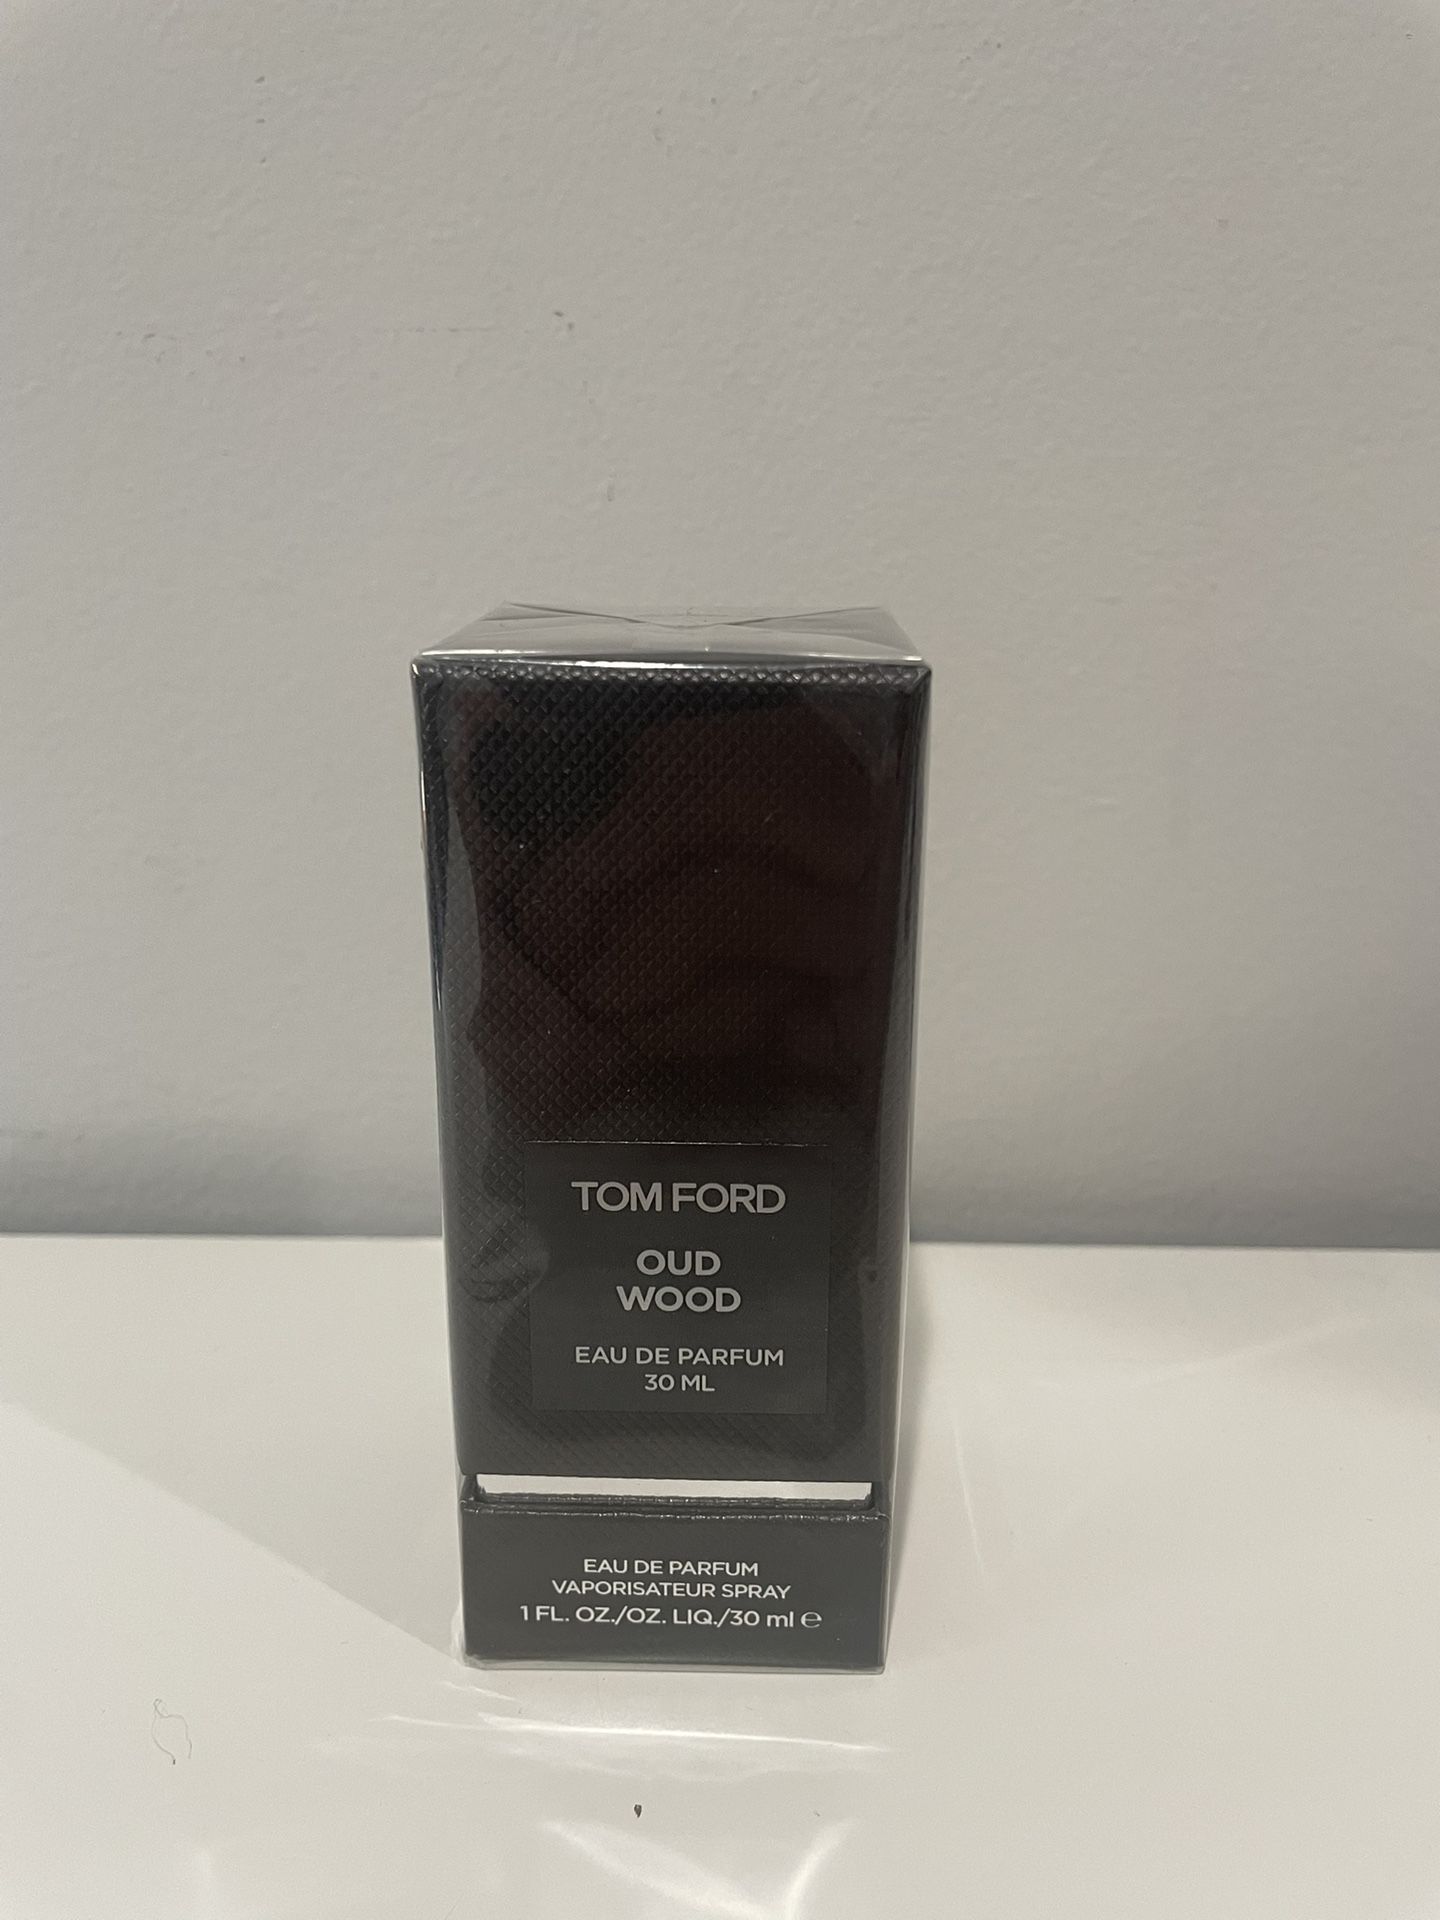 TOM FORD
OUD
WOOD
EAU DE PARFUM
30 ML
EAU DE PARFUM
VAPORISATEUR SPRAY
1 FL. OZ./OZ. LIQ./30 ml ℮